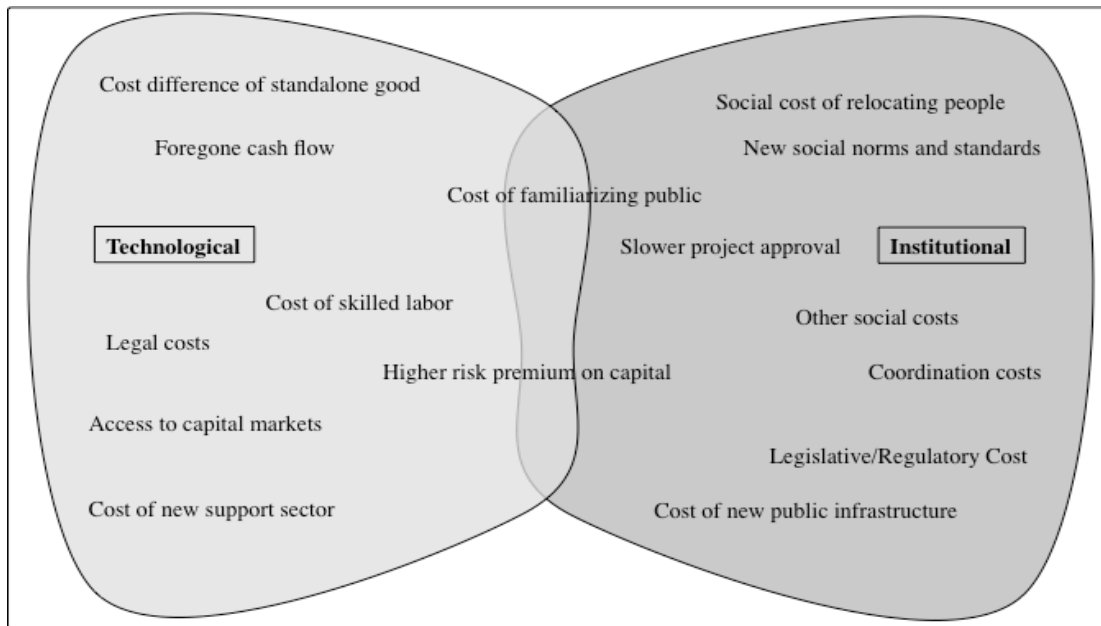 Cost difference of standalone good
Social cost of relocating people
Foregone cash flow
New social norms and standards
Cost of familiarizing public
Technological
Slower project approval
Institutional
Cost of skilled labor
Other social costs
Legal costs
Higher risk premium on capital
Coordination costs
Access to capital markets
Legislative/Regulatory Cost
Cost of new support sector
Cost of new public infrastructure